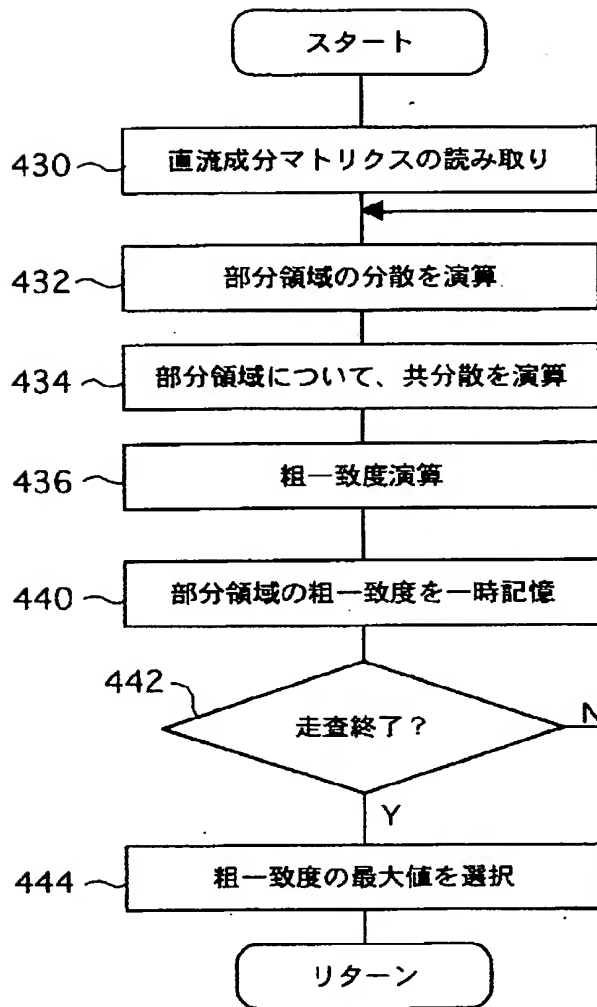 スタート
430 直流成分マトリクスの読み取り
432 部分領域の分散を演算
434 部分領域について、共分散を演算
436 粗一致度演算
440 部分領域の粗一致度を一時記憶
442
走査終了？ N
Y
444 粗一致度の最大値を選択
リターン